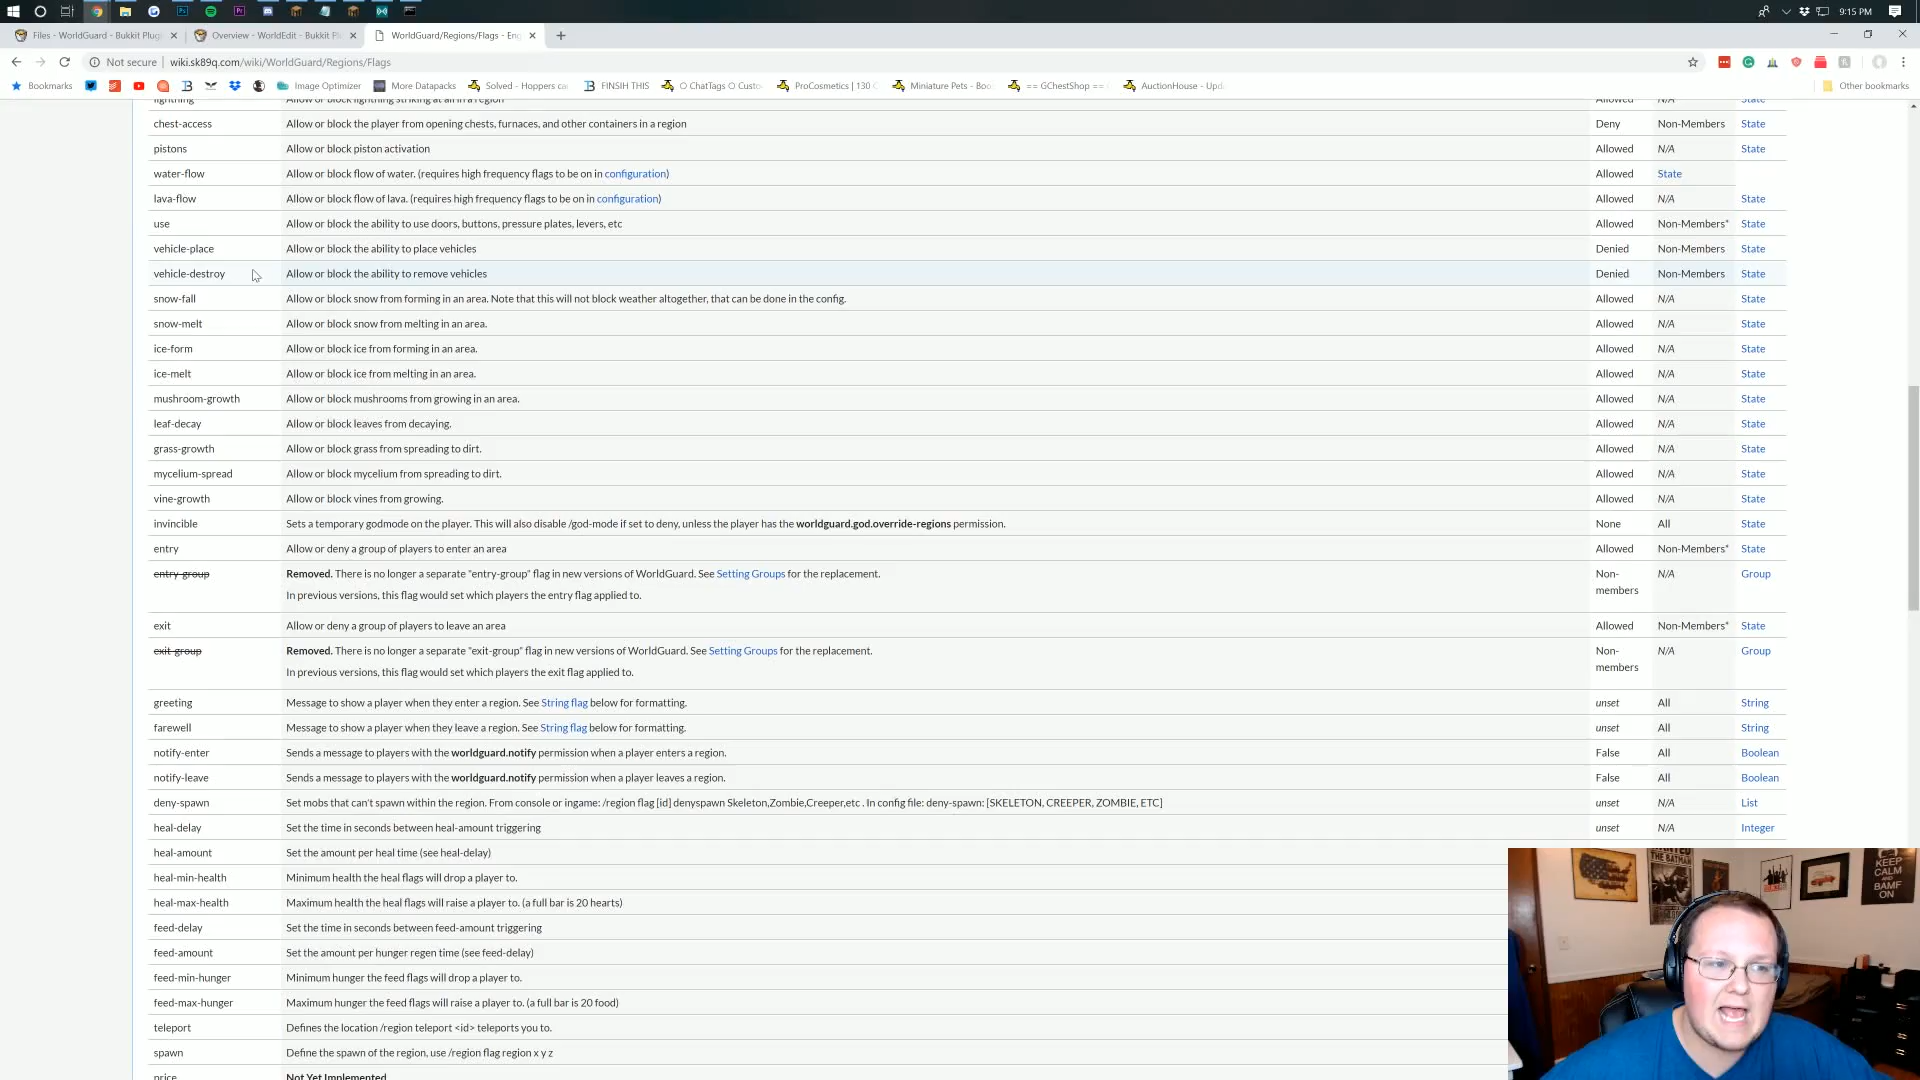 9:15 PM
Files - WorldGuard - Bukkit Plug
Overview - WorldEdit - Bukkit Pl
WorldGuard/Regions/Flags - En
Not secure | wiki.sk89q.com/wiki/WorldGuard/Regions/Flags
Bookmarks Image Optimizer More Datapacks Solved - Hoppers ca FINSIH THIS O ChatTags O Custo ProCosmetics | 130 Miniature Pets - Boo == GChestShop == AuctionHouse - Upd Other bookmarks
lightning Allow or block lightning striking at all in a region Allowed N/A State
chest-access Allow or block the player from opening chests, furnaces, and other containers in a region Deny Non-Members State
pistons Allow or block piston activation Allowed N/A State
water-flow Allow or block flow of water. (requires high frequency flags to be on in configuration) Allowed State
lava-flow Allow or block flow of lava. (requires high frequency flags to be on in configuration) Allowed N/A State
use Allow or block the ability to use doors, buttons, pressure plates, levers, etc Allowed Non-Members* State
vehicle-place Allow or block the ability to place vehicles Denied Non-Members State
vehicle-destroy Allow or block the ability to remove vehicles Denied Non-Members State
snow-fall Allow or block snow from forming in an area. Note that this will not block weather altogether, that can be done in the config. Allowed N/A State
snow-melt Allow or block snow from melting in an area. Allowed N/A State
ice-form Allow or block ice from forming in an area. Allowed N/A State
ice-melt Allow or block ice from melting in an area. Allowed N/A State
mushroom-growth Allow or block mushrooms from growing in an area. Allowed N/A State
leaf-decay Allow or block leaves from decaying. Allowed N/A State
grass-growth Allow or block grass from spreading to dirt. Allowed N/A State
mycelium-spread Allow or block mycelium from spreading to dirt. Allowed N/A State
vine-growth Allow or block vines from growing. Allowed N/A State
invincible Sets a temporary godmode on the player. This will also disable /god-mode if set to deny, unless the player has the worldguard.god.override-regions permission. None All State
entry Allow or deny a group of players to enter an area Allowed Non-Members* State
entry-group Removed. There is no longer a separate "entry-group" flag in new versions of WorldGuard. See Setting Groups for the replacement. Non- N/A Group
In previous versions, this flag would set which players the entry flag applied to. members
exit Allow or deny a group of players to leave an area Allowed Non-Members* State
exit-group Removed. There is no longer a separate "exit-group" flag in new versions of WorldGuard. See Setting Groups for the replacement. Non- N/A Group
In previous versions, this flag would set which players the exit flag applied to. members
greeting Message to show a player when they enter a region. See String flag below for formatting. unset All String
farewell Message to show a player when they leave a region. See String flag below for formatting. unset All String
notify-enter Sends a message to players with the worldguard.notify permission when a player enters a region. False All Boolean
notify-leave Sends a message to players with the worldguard.notify permission when a player leaves a region. False All Boolean
deny-spawn Set mobs that can't spawn within the region. From console or ingame: /region flag [id] denyspawn Skeleton,Zombie,Creeper,etc . In config file: deny-spawn: [SKELETON, CREEPER, ZOMBIE, ETC] unset N/A List
heal-delay Set the time in seconds between heal-amount triggering unset N/A Integer
heal-amount Set the amount per heal time (see heal-delay)
heal-min-health Minimum health the heal flags will drop a player to.
heal-max-health Maximum health the heal flags will raise a player to. (a full bar is 20 hearts)
feed-delay Set the time in seconds between feed-amount triggering
feed-amount Set the amount per hunger regen time (see feed-delay)
feed-min-hunger Minimum hunger the feed flags will drop a player to.
feed-max-hunger Maximum hunger the feed flags will raise a player to. (a full bar is 20 food)
teleport Defines the location /region teleport <id> teleports you to.
spawn Define the spawn of the region, use /region flag region x y z
price Not Yet Implemented
THE BATMAN
KEEP
CALM
AND
BAMF
ON